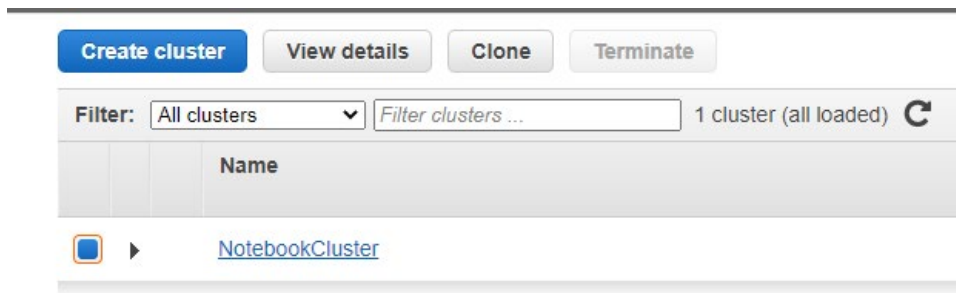 Create cluster View details Clone Terminate
Filter: All clusters Filter clusters ... 1 cluster (all loaded)
Name
NotebookCluster